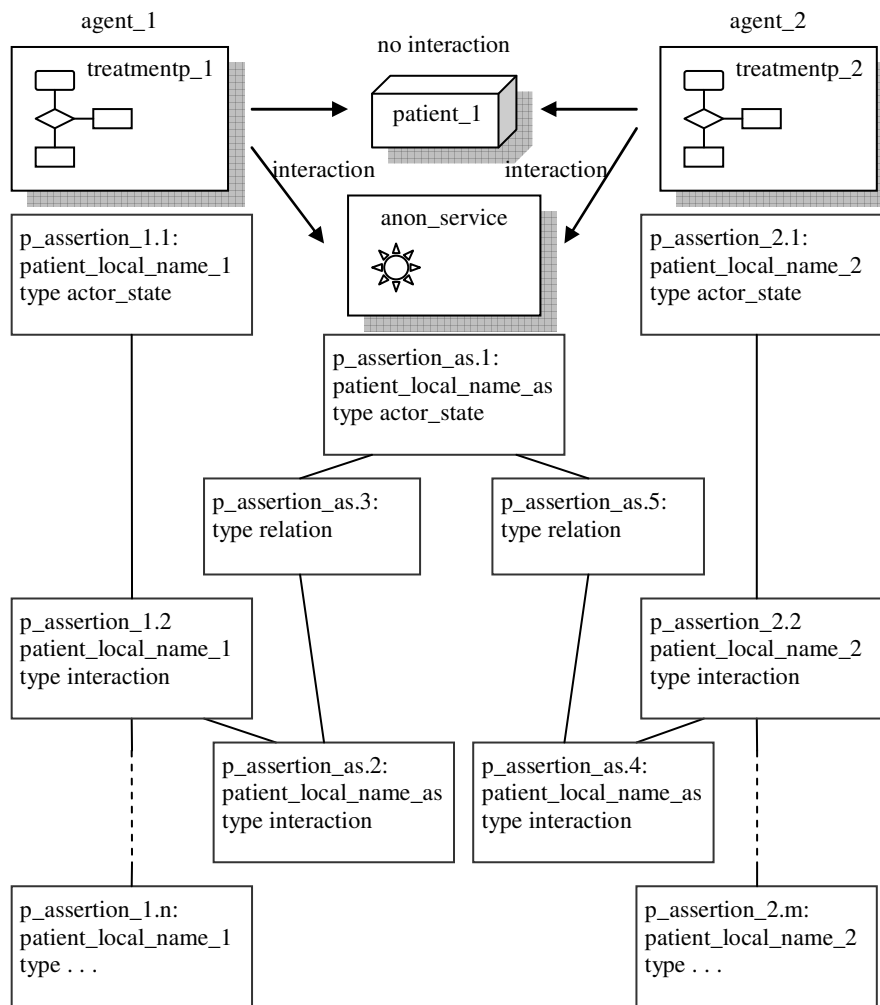 agent_1
agent_2
no interaction
treatmentp_1
patient_1
treatmentp_2
interaction
interaction
anon_service
p_assertion_1.1:
patient_local_name_1
type actor_state
p_assertion_2.1:
patient_local_name_2
type actor_state
p_assertion_as.1:
patient_local_name_as
type actor_state
p_assertion_as.3:
type relation
p_assertion_as.5:
type relation
p_assertion_1.2
patient_local_name_1
type interaction
p_assertion_2.2
patient_local_name_2
type interaction
p_assertion_as.2:
patient_local_name_as
type interaction
p_assertion_as.4:
patient_local_name_as
type interaction
p_assertion_1.n:
patient_local_name_1
type . . .
p_assertion_2.m:
patient_local_name_2
type . . .